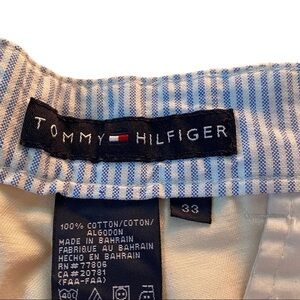 TOMMY HILFIGER
33
100% COTTON/COTON/
ALGODON
MADE IN BAHRAIN
FABRIQUE AU BAHRAIN
HECHO EN BAHRAIN
RN#77806
CA#20781
<FAA-FAA>
40